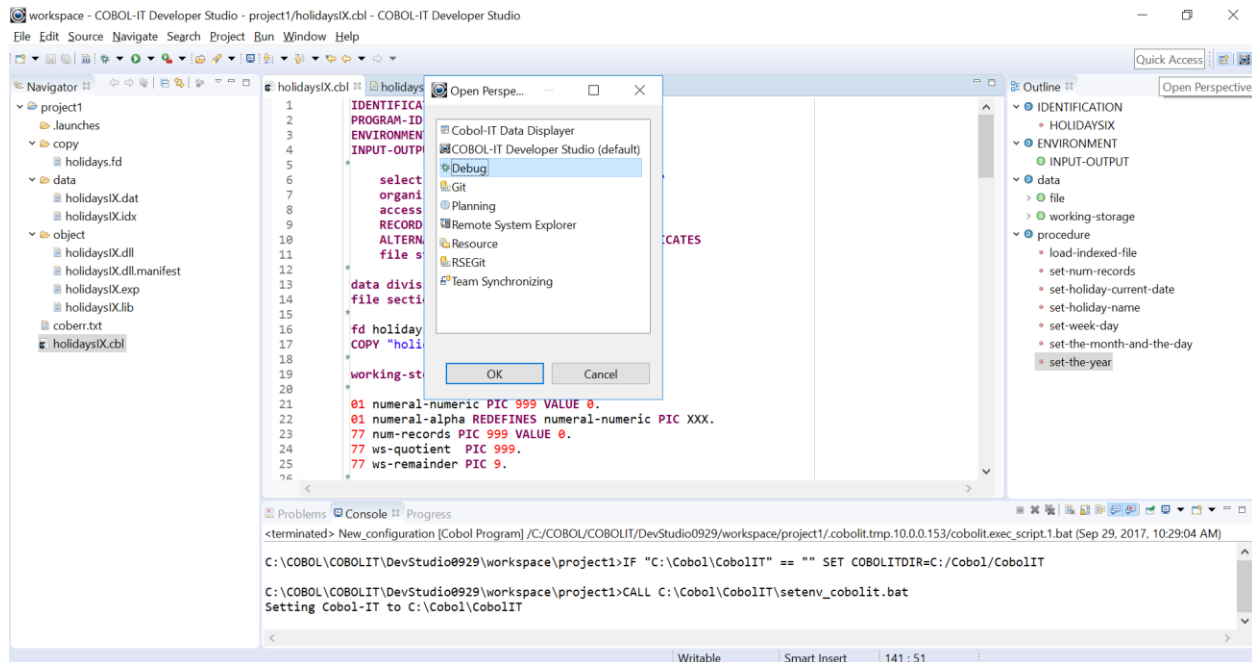 workspace - COBOL-IT Developer Studio - project1/holidaysIX.cbl - COBOL-IT Developer Studio
File Edit Source Navigate Search Project Run Window Help
Quick Access
Open Perspective
Navigator
project1
.launches
copy
holidays.fd
data
holidaysIX.dat
holidaysIX.idx
object
holidaysIX.dll
holidaysIX.dll.manifest
holidaysIX.exp
holidaysIX.lib
coberr.txt
holidaysIX.cbl
holidaysIX.cbl holidays
1 IDENTIFICA
2 PROGRAM-ID
3 ENVIRONMEN
4 INPUT-OUTP
5 *
6 select
7 organi
8 access
9 RECORD
10 ALTERN CATES
11 file s
12 *
13 data divis
14 file secti
15 *
16 fd holiday
17 COPY "holi
18 *
19 working-st
20 *
21 01 numeral-numeric PIC 999 VALUE 0.
22 01 numeral-alpha REDEFINES numeral-numeric PIC XXX.
23 77 num-records PIC 999 VALUE 0.
24 77 ws-quotient PIC 999.
25 77 ws-remainder PIC 9.
26 *
Open Perspe...
Cobol-IT Data Displayer
COBOL-IT Developer Studio (default)
Debug
Git
Planning
Remote System Explorer
Resource
RSEGit
Team Synchronizing
OK Cancel
Outline
IDENTIFICATION
HOLIDAYSIX
ENVIRONMENT
INPUT-OUTPUT
data
file
working-storage
procedure
load-indexed-file
set-num-records
set-holiday-current-date
set-holiday-name
set-week-day
set-the-month-and-the-day
set-the-year
Problems Console Progress
<terminated> New_configuration [Cobol Program] /C:/COBOL/COBOLIT/DevStudio0929/workspace/project1/.cobolit.tmp.10.0.0.153/cobolit.exec_script.1.bat (Sep 29, 2017, 10:29:04 AM)
C:\COBOL\COBOLIT\DevStudio0929\workspace\project1>IF "C:\Cobol\CobolIT" == "" SET COBOLITDIR=C:/Cobol/CobolIT
C:\COBOL\COBOLIT\DevStudio0929\workspace\project1>CALL C:\Cobol\CobolIT\setenv_cobolit.bat
Setting Cobol-IT to C:\Cobol\CobolIT
Writable Smart Insert 141 : 51